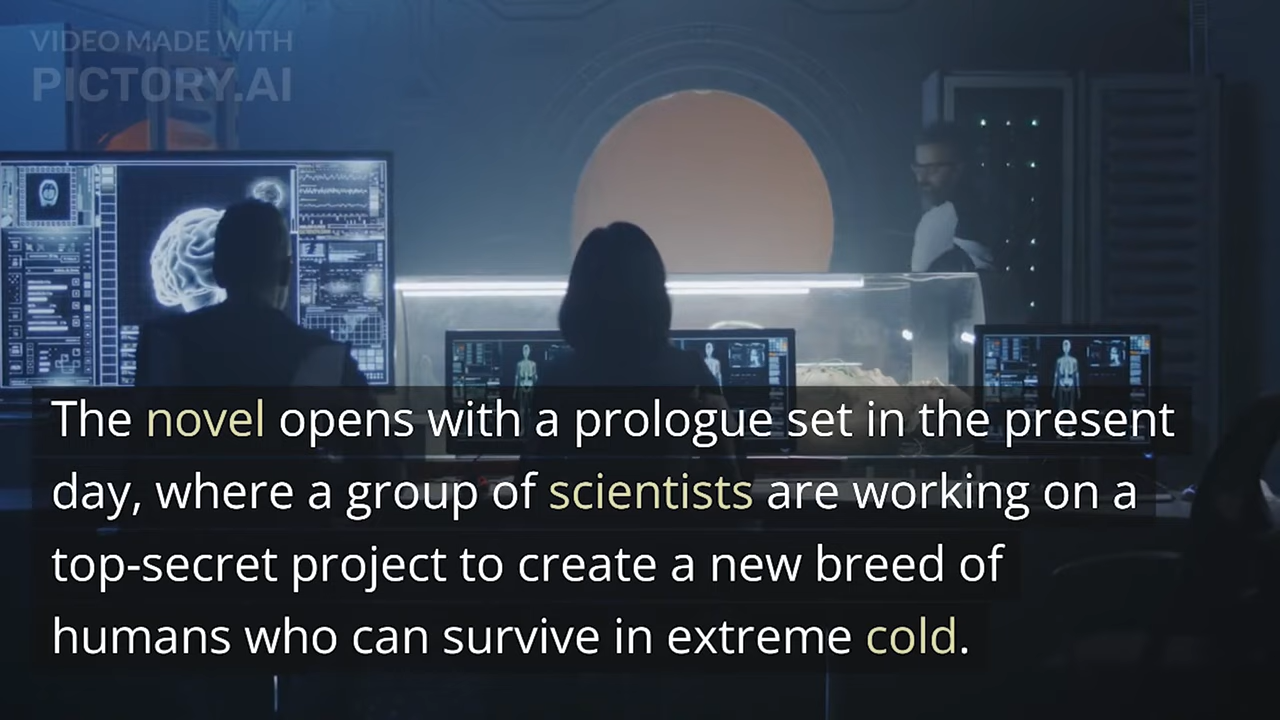 VIDEO MADE WITH
PICTORY.AI
The novel opens with a prologue set in the present
day, where a group of scientists are working on a
top-secret project to create a new breed of
humans who can survive in extreme cold.